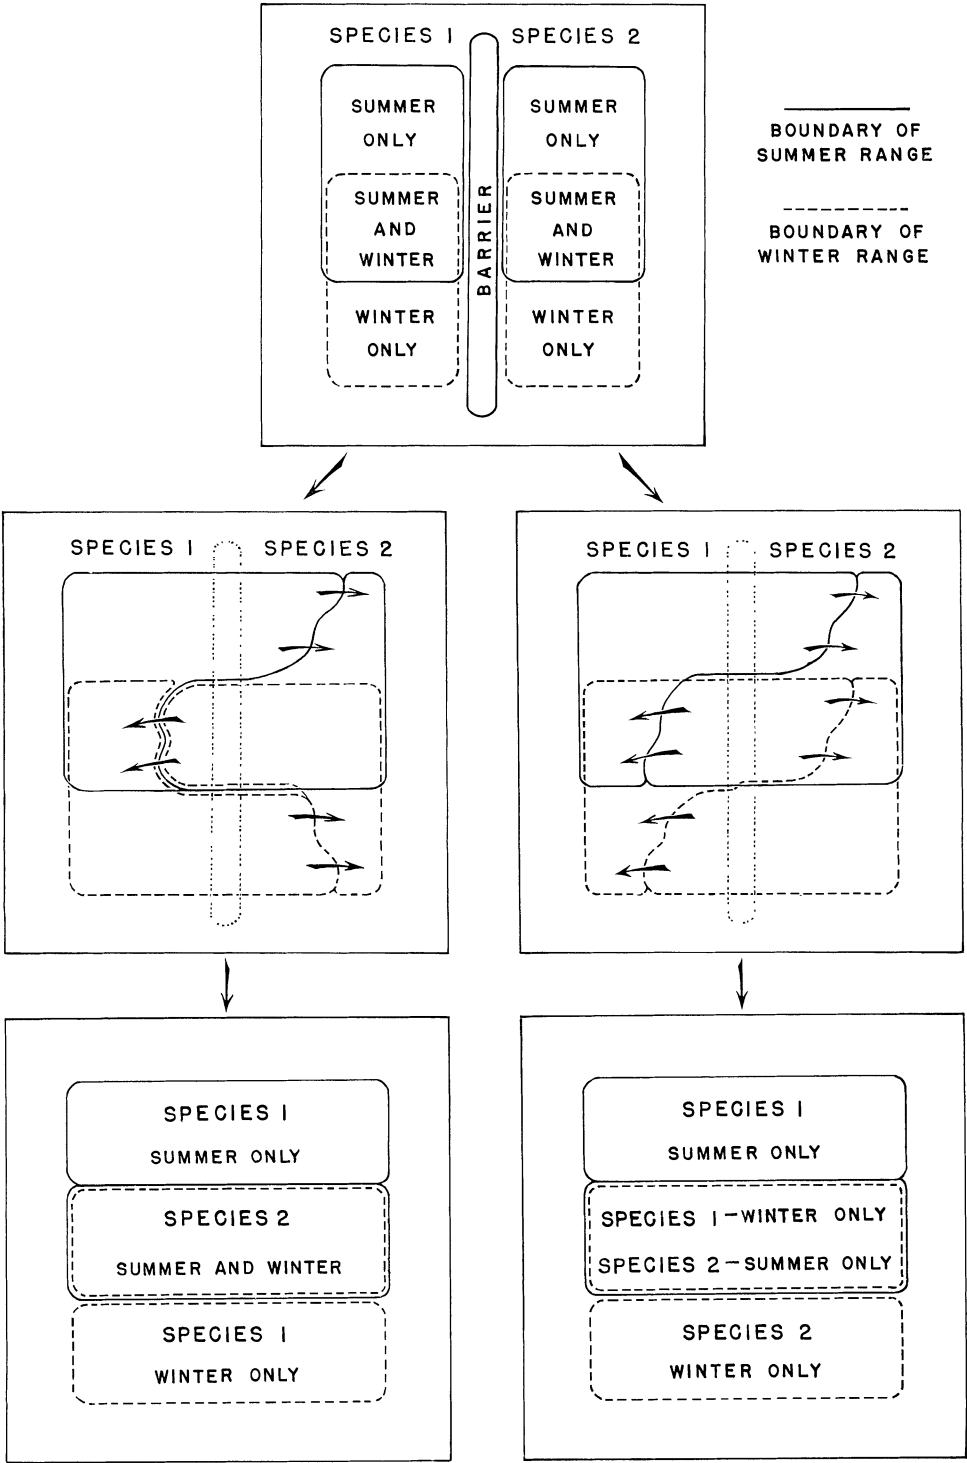 SPECIES 1
SPECIES 2
SUMMER
ONLY
SUMMER
AND
WINTER
WINTER
ONLY
BARRIER
SUMMER
ONLY
SUMMER
AND
WINTER
WINTER
ONLY
BOUNDARY OF
SUMMER RANGE
BOUNDARY OF
WINTER RANGE
SPECIES 1
SPECIES 2
SPECIES 1
SPECIES 2
SPECIES 1
SUMMER ONLY
SPECIES 2
SUMMER AND WINTER
SPECIES 1
WINTER ONLY
SPECIES 1
SUMMER ONLY
SPECIES 1-WINTER ONLY
SPECIES 2-SUMMER ONLY
SPECIES 2
WINTER ONLY